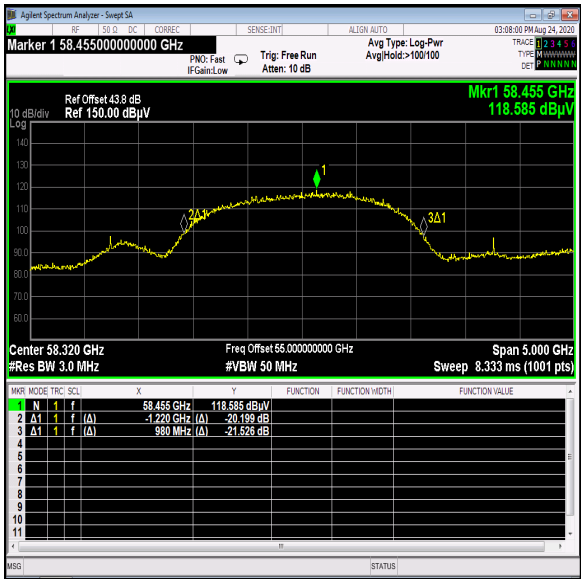 Agilent Spectrum Analyzer - Swept SA
RF 50 Ω DC CORREC SENSE:INT ALIGN AUTO 03:08:00 PM Aug 24, 2020
Marker 1 58.455000000000 GHz
PNO: Fast
IFGain:Low
Trig: Free Run
Atten: 10 dB
Avg Type: Log-Pwr
Avg|Hold:>100/100
TRACE 1 2 3 4 5 6
TYPE M WWWWW
DET P N N N N N
Mkr1 58.455 GHz
118.585 dBµV
Ref Offset 43.8 dB
10 dB/div Ref 150.00 dBµV
Log
140
130
120
110
100
90.0
80.0
70.0
60.0
1
2Δ1
3Δ1
Center 58.320 GHz Freq Offset 55.000000000 GHz Span 5.000 GHz
#Res BW 3.0 MHz #VBW 50 MHz Sweep 8.333 ms (1001 pts)
MKR MODE TRC SCL X Y FUNCTION FUNCTION WIDTH FUNCTION VALUE
1 N 1 f 58.455 GHz 118.585 dBµV
2 Δ1 1 f (Δ) -1.220 GHz (Δ) -20.199 dB
3 Δ1 1 f (Δ) 980 MHz (Δ) -21.526 dB
4
5
6
7
8
9
10
11
MSG STATUS